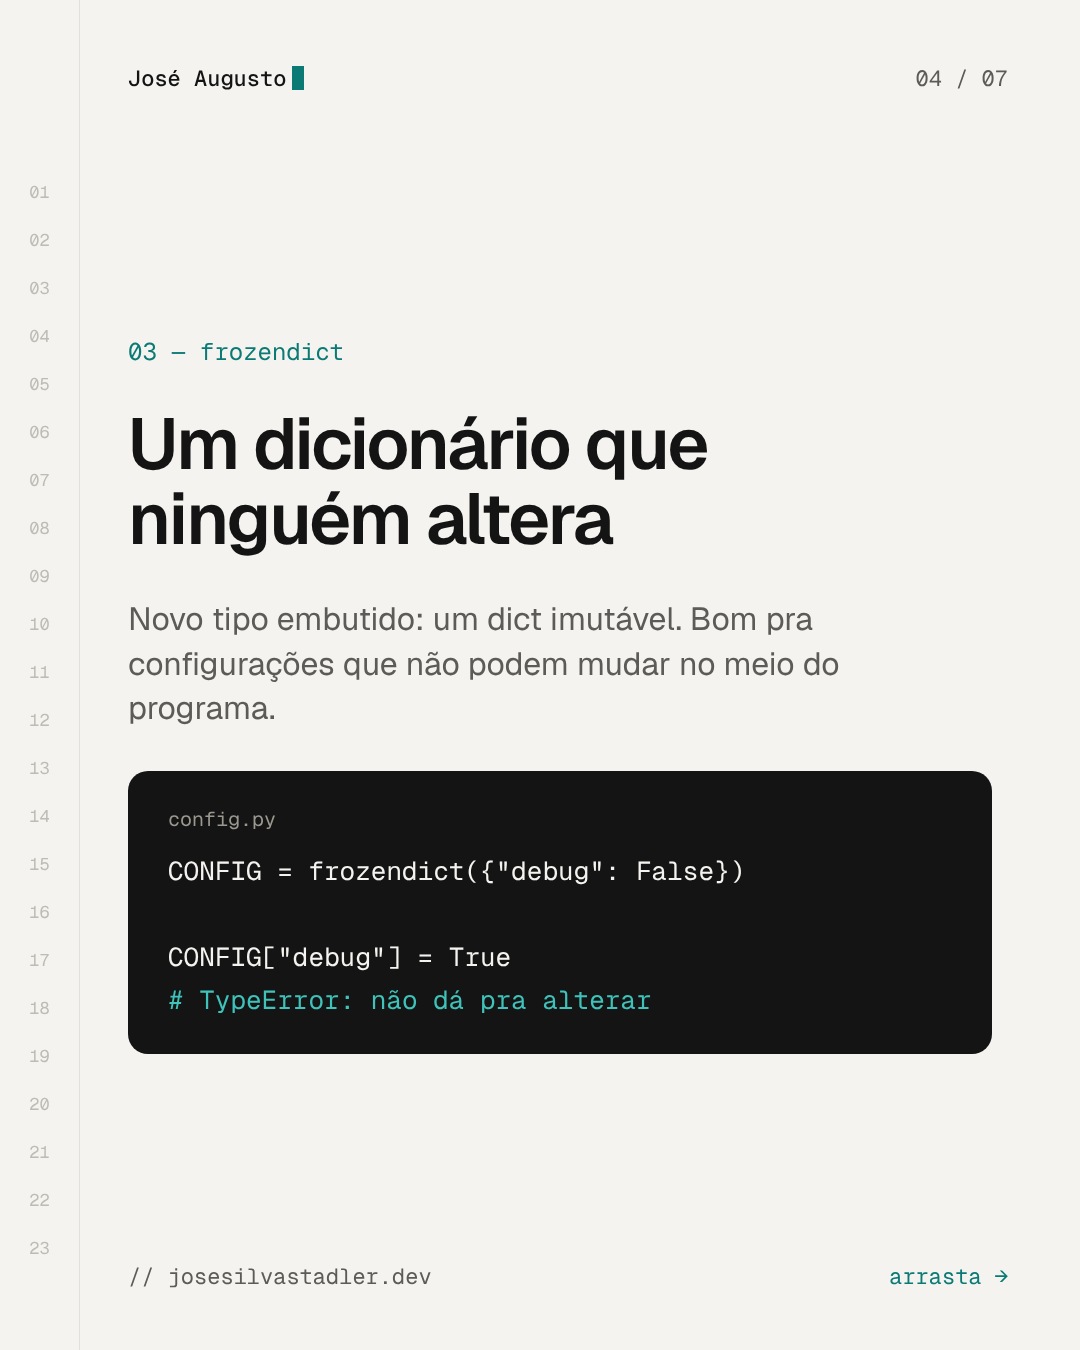 José Augusto
04 / 07
01
02
03
04
05
06
07
08
09
10
11
12
13
14
15
16
17
18
19
20
21
22
23
03 — frozendict
Um dicionário que
ninguém altera
Novo tipo embutido: um dict imutável. Bom pra
configurações que não podem mudar no meio do
programa.
config.py
CONFIG = frozendict({"debug": False})
CONFIG["debug"] = True
# TypeError: não dá pra alterar
// josesilvastadler.dev
arrasta →